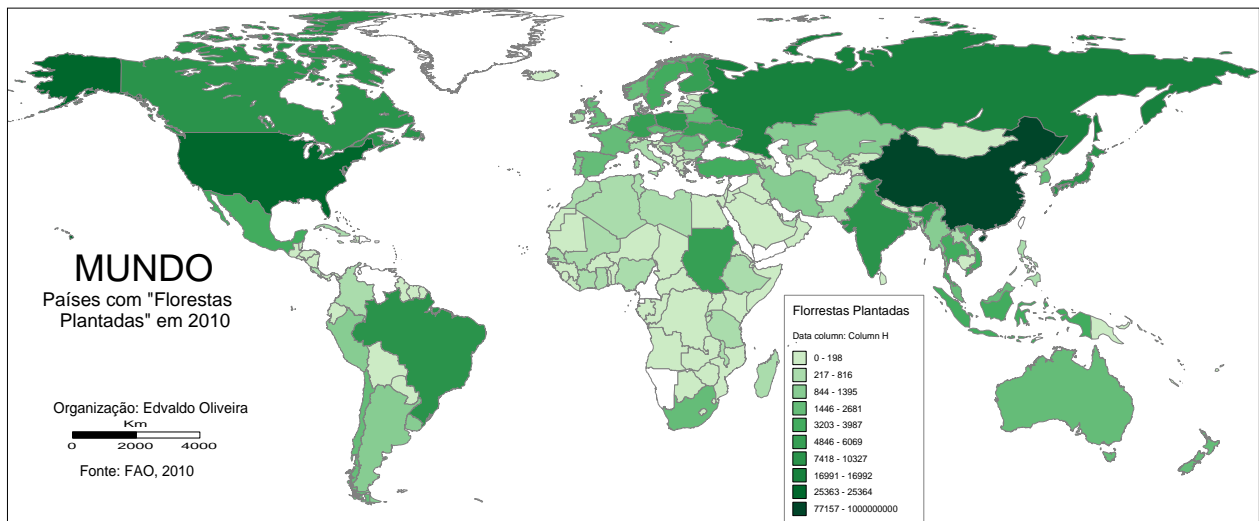 MUNDO
Países com "Florestas
Plantadas" em 2010
Organização: Edvaldo Oliveira
Km
0 2000 4000
Fonte: FAO, 2010
Florrestas Plantadas
Data column: Column H
0 - 198
217 - 816
844 - 1395
1446 - 2681
3203 - 3987
4846 - 6069
7418 - 10327
16991 - 16992
25363 - 25364
77157 - 1000000000